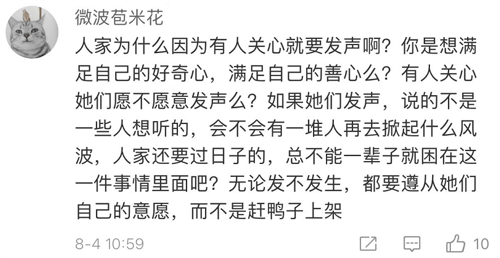 微波苞米花
人家为什么因为有人关心就要发声啊？你是想满
足自己的好奇心，满足自己的善心么？有人关心
她们愿不愿意发声么？如果她们发声，说的不是
一些人想听的，会不会有一堆人再去掀起什么风
波，人家还要过日子的，总不能一辈子就困在这
一件事情里面吧？无论发不发生，都要遵从她们
自己的意愿，而不是赶鸭子上架
8-4 10:59
10